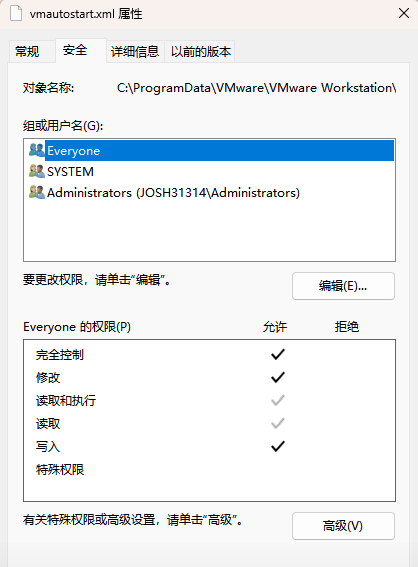 vmautostart.xml 属性
常规 安全 详细信息 以前的版本
对象名称: C:\ProgramData\VMware\VMware Workstation\
组或用户名(G):
Everyone
SYSTEM
Administrators (JOSH31314\Administrators)
要更改权限，请单击"编辑"。
编辑(E)...
Everyone 的权限(P) 允许 拒绝
完全控制
修改
读取和执行
读取
写入
特殊权限
有关特殊权限或高级设置，请单击"高级"。
高级(V)